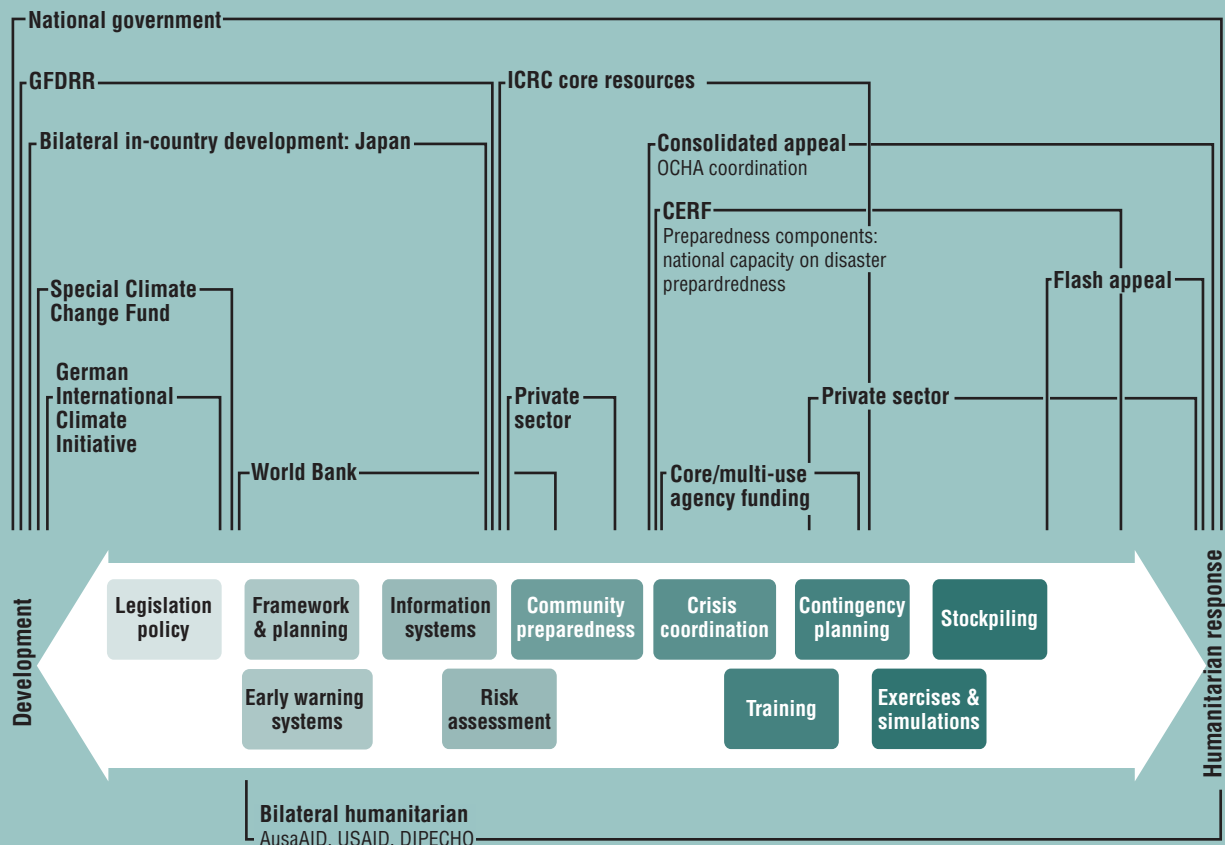 National government
GFDRR
ICRC core resources
Bilateral in-country development: Japan
Consolidated appeal
OCHA coordination
CERF
Preparedness components:
national capacity on disaster
prepardredness
Flash appeal
Special Climate
Change Fund
German
International
Climate
Initiative
Private
sector
Private sector
World Bank
Core/multi-use
agency funding
Development
Legislation
policy
Framework
& planning
Information
systems
Community
preparedness
Crisis
coordination
Contingency
planning
Stockpiling
Early warning
systems
Risk
assessment
Training
Exercises &
simulations
Humanitarian response
Bilateral humanitarian
AusaAID, USAID, DIPECHO